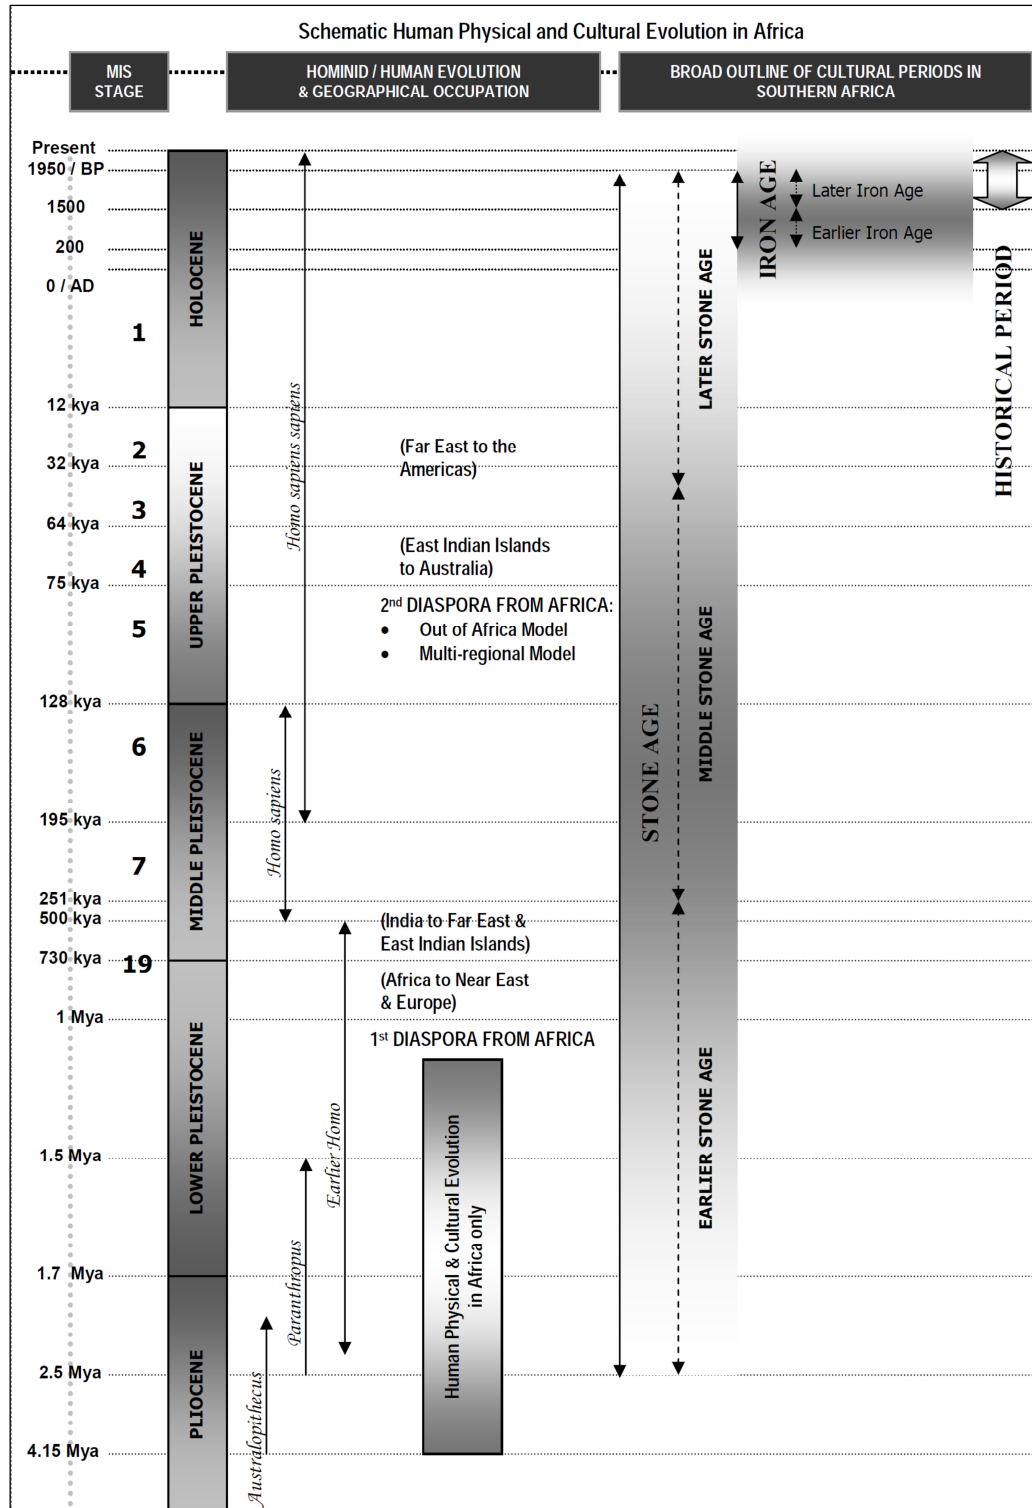 Schematic Human Physical and Cultural Evolution in Africa
MIS
STAGE
HOMINID / HUMAN EVOLUTION
& GEOGRAPHICAL OCCUPATION
BROAD OUTLINE OF CULTURAL PERIODS IN
SOUTHERN AFRICA
Present
1950 / BP
1500
200
0 / AD
12 kya
32 kya
64 kya
75 kya
128 kya
195 kya
251 kya
500 kya
730 kya
1 Mya
1.5 Mya
1.7 Mya
2.5 Mya
4.15 Mya
1
2
3
4
5
6
7
19
HOLOCENE
UPPER PLEISTOCENE
MIDDLE PLEISTOCENE
LOWER PLEISTOCENE
PLIOCENE
Homo sapiens sapiens
Homo sapiens
Earlier Homo
Paranthropus
Australopithecus
(Far East to the
Americas)
(East Indian Islands
to Australia)
2nd DIASPORA FROM AFRICA:
• Out of Africa Model
• Multi-regional Model
(India to Far East &
East Indian Islands)
(Africa to Near East
& Europe)
1st DIASPORA FROM AFRICA
Human Physical & Cultural Evolution
in Africa only
STONE AGE
LATER STONE AGE
MIDDLE STONE AGE
EARLIER STONE AGE
IRON AGE
Later Iron Age
Earlier Iron Age
HISTORICAL PERIOD